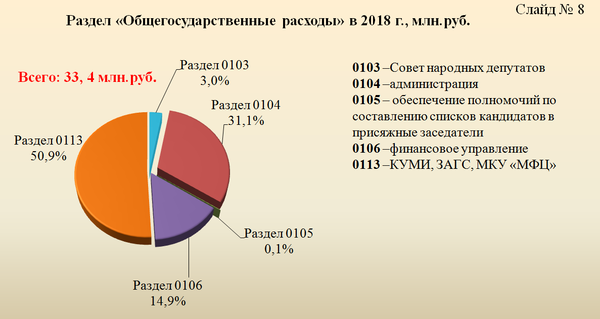 Слайд № 8
Раздел «Общегосударственные расходы» в 2018 г., млн.руб.
Всего: 33, 4 млн.руб.
Раздел 0103
3,0%
Раздел 0104
31,1%
Раздел 0113
50,9%
Раздел 0105
0,1%
Раздел 0106
14,9%
0103 –Совет народных депутатов
0104 –администрация
0105 – обеспечение полномочий по
составлению списков кандидатов в
присяжные заседатели
0106 –финансовое управление
0113 –КУМИ, ЗАГС, МКУ «МФЦ»